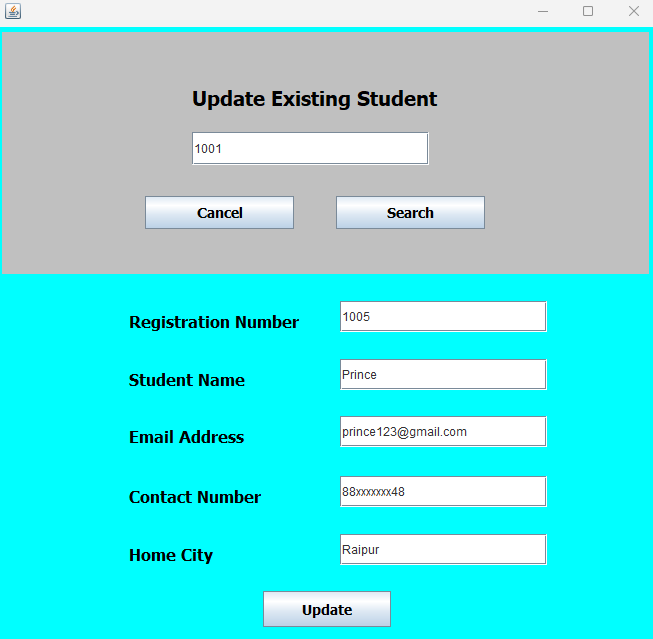 Update Existing Student
1001
Cancel Search
Registration Number 1005
Student Name Prince
Email Address prince123@gmail.com
Contact Number 88xxxxxxx48
Home City Raipur
Update